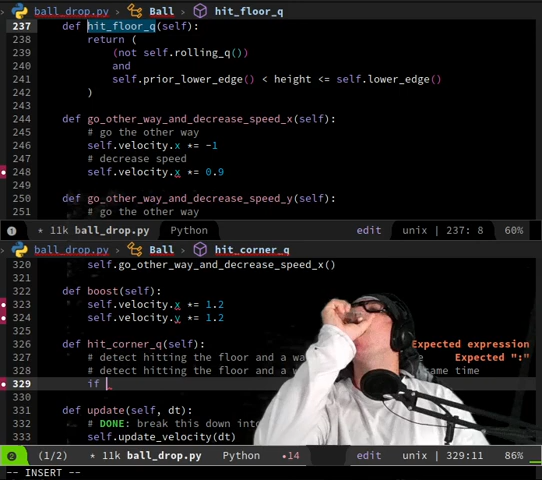 ball_drop.py › Ball › hit_floor_q
237 def hit_floor_q(self):
238 return (
239 (not self.rolling_q())
240 and
241 self.prior_lower_edge() < height <= self.lower_edge()
242 )
243
244 def go_other_way_and_decrease_speed_x(self):
245 # go the other way
246 self.velocity.x *= -1
247 # decrease speed
248 self.velocity.x *= 0.9
249
250 def go_other_way_and_decrease_speed_y(self):
251 # go the other way
1 * 11k ball_drop.py Python edit unix | 237: 8 60%
ball_drop.py › Ball › hit_corner_q
320 self.go_other_way_and_decrease_speed_x()
321
322 def boost(self):
323 self.velocity.x *= 1.2
324 self.velocity.y *= 1.2
325
326 def hit_corner_q(self): Expected expression
327 # detect hitting the floor and a wa Expected ":"
328 # detect hitting the floor and a wa same time
329 if
330
331 def update(self, dt):
332 # DONE: break this down into
333 self.update_velocity(dt)
2 (1/2) * 11k ball_drop.py Python •14 edit unix | 329:11 86%
-- INSERT --